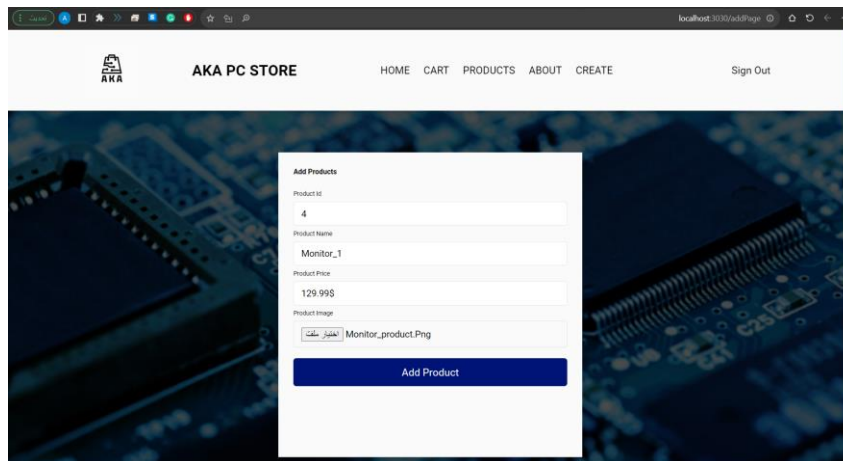 تحديث
localhost:3030/addPage
AKA
AKA PC STORE
HOME CART PRODUCTS ABOUT CREATE
Sign Out
Add Products
Product Id
4
Product Name
Monitor_1
Product Price
129.99$
Product Image
اختيار ملف Monitor_product.Png
Add Product